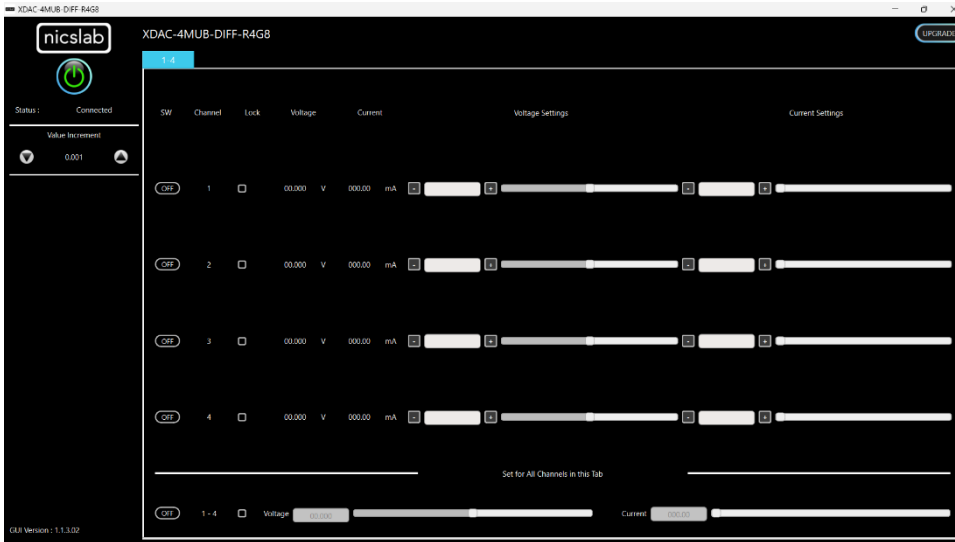 XDAC-4MUB-DIFF-R4G8
nicslab
XDAC-4MUB-DIFF-R4G8
UPGRADE
1-4
Status : Connected
SW Channel Lock Voltage Current Voltage Settings Current Settings
Value Increment
0.001
OFF 1 00.000 V 000.00 mA - + - +
OFF 2 00.000 V 000.00 mA - + - +
OFF 3 00.000 V 000.00 mA - + - +
OFF 4 00.000 V 000.00 mA - + - +
Set for All Channels in this Tab
OFF 1 - 4 Voltage 00.000 Current 000.00
GUI Version : 1.1.3.02